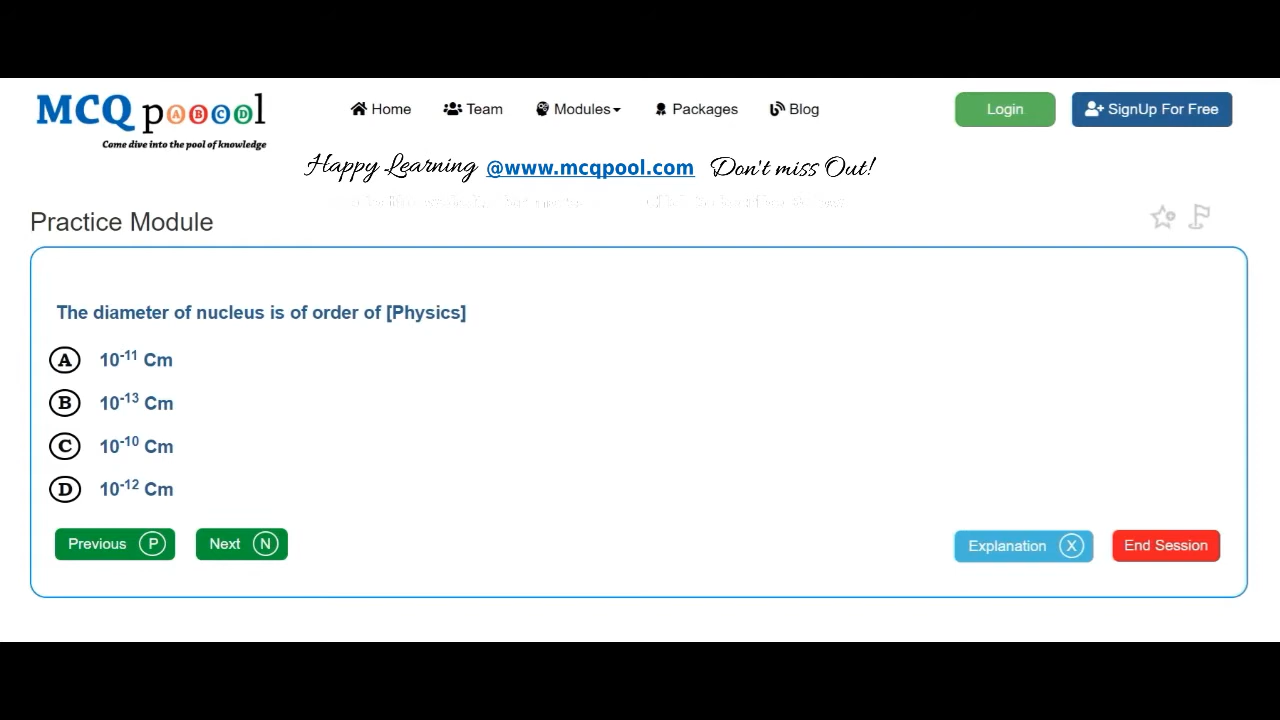 MCQ pABCDl
Come dive into the pool of knowledge
Home Team Modules Packages Blog Login SignUp For Free
Happy Learning @www.mcqpool.com Don't miss Out!
Practice Module
The diameter of nucleus is of order of [Physics]
A 10⁻¹¹ Cm
B 10⁻¹³ Cm
C 10⁻¹⁰ Cm
D 10⁻¹² Cm
Previous P Next N Explanation X End Session